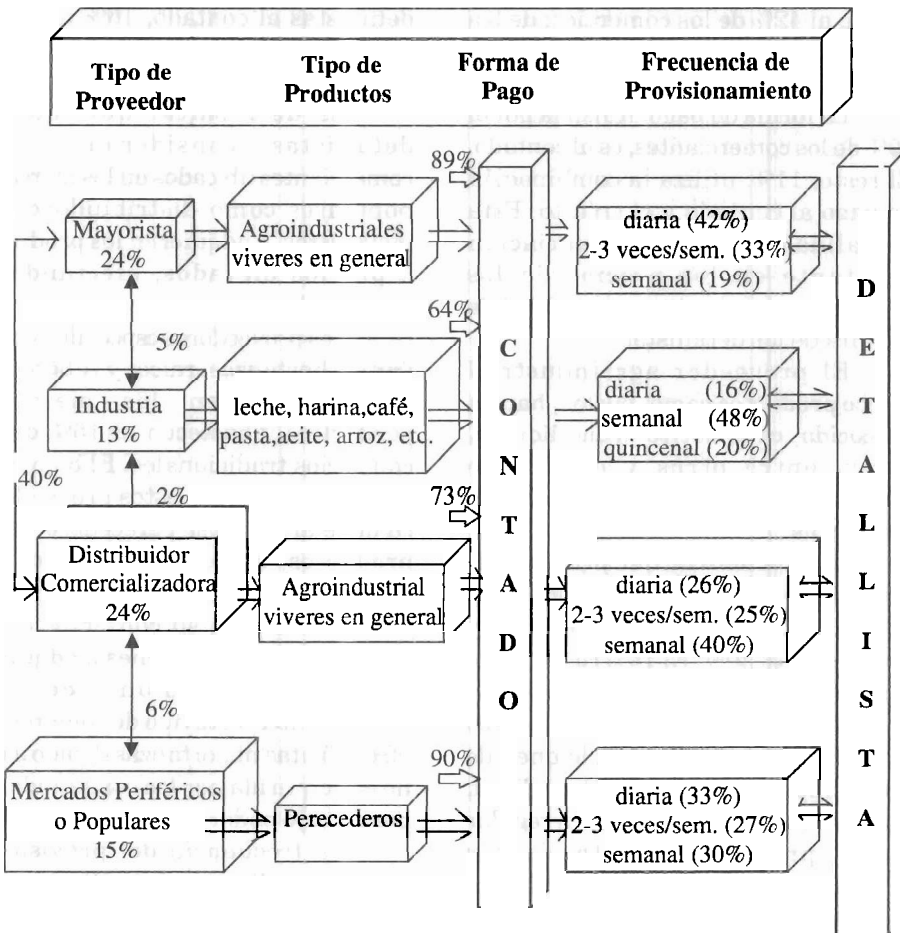 Tipo de
Proveedor
Tipo de
Productos
Forma de
Pago
Frecuencia de
Provisionamiento
89%
Mayorista
24%
Agroindustriales
viveres en general
diaria (42%)
2-3 veces/sem. (33%)
semanal (19%)
5%
64%
Industria
13%
leche, harina,café,
pasta,aeite, arroz, etc.
diaria (16%)
semanal (48%)
quincenal (20%)
40%
2%
73%
Distribuidor
Comercializadora
24%
Agroindustrial
viveres en general
diaria (26%)
2-3 veces/sem. (25%)
semanal (40%)
6%
90%
Mercados Periféricos
o Populares
15%
Perecederos
diaria (33%)
2-3 veces/sem. (27%)
semanal (30%)
CONTADO
DETALLISTA